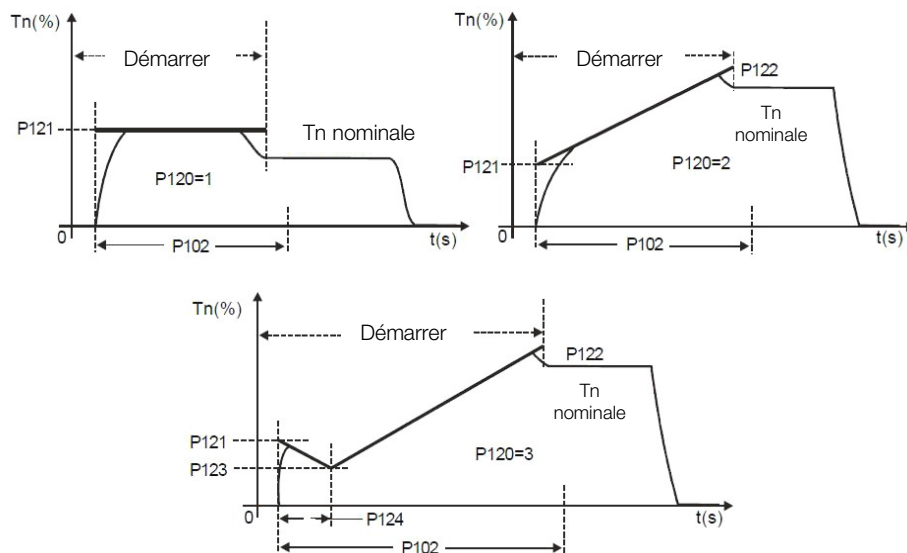 Tn(%)
Démarrer
P121
Tn nominale
P120=1
0
t(s)
P102
Tn(%)
Démarrer
P122
Tn
nominale
P121
P120=2
0
t(s)
P102
Tn(%)
Démarrer
P122
Tn
nominale
P121
P123
P120=3
0
P124
t(s)
P102